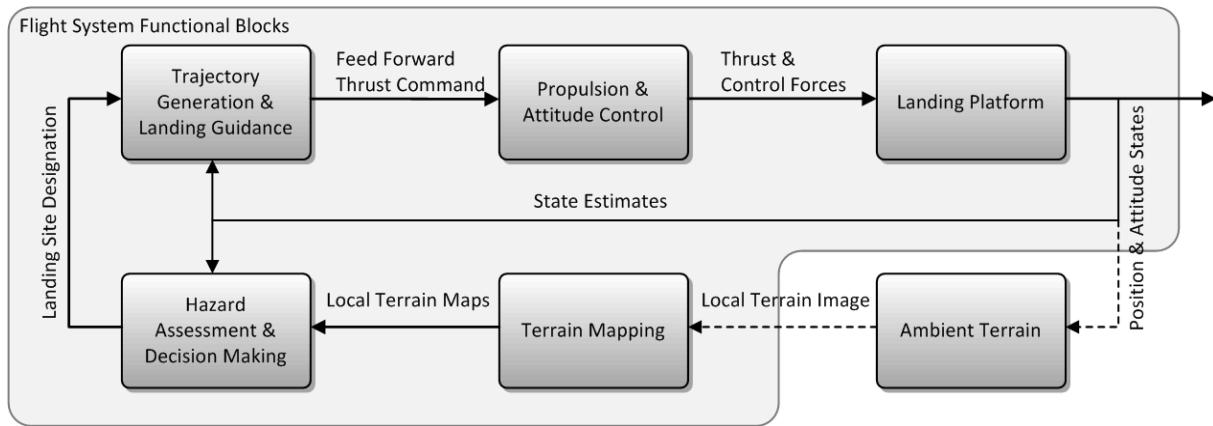 Flight System Functional Blocks
Trajectory
Generation &
Landing Guidance
Feed Forward
Thrust Command
Propulsion &
Attitude Control
Thrust &
Control Forces
Landing Platform
Landing Site Designation
State Estimates
Position & Attitude States
Hazard
Assessment &
Decision Making
Local Terrain Maps
Terrain Mapping
Local Terrain Image
Ambient Terrain